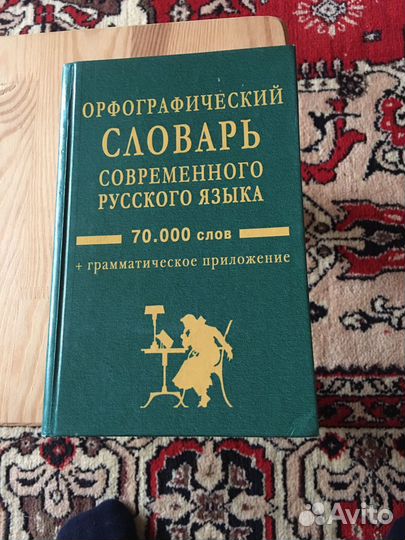 ОРФОГРАФИЧЕСКИЙ
СЛОВАРЬ
СОВРЕМЕННОГО
РУССКОГО ЯЗЫКА
70.000 слов
+ грамматическое приложение
Avito